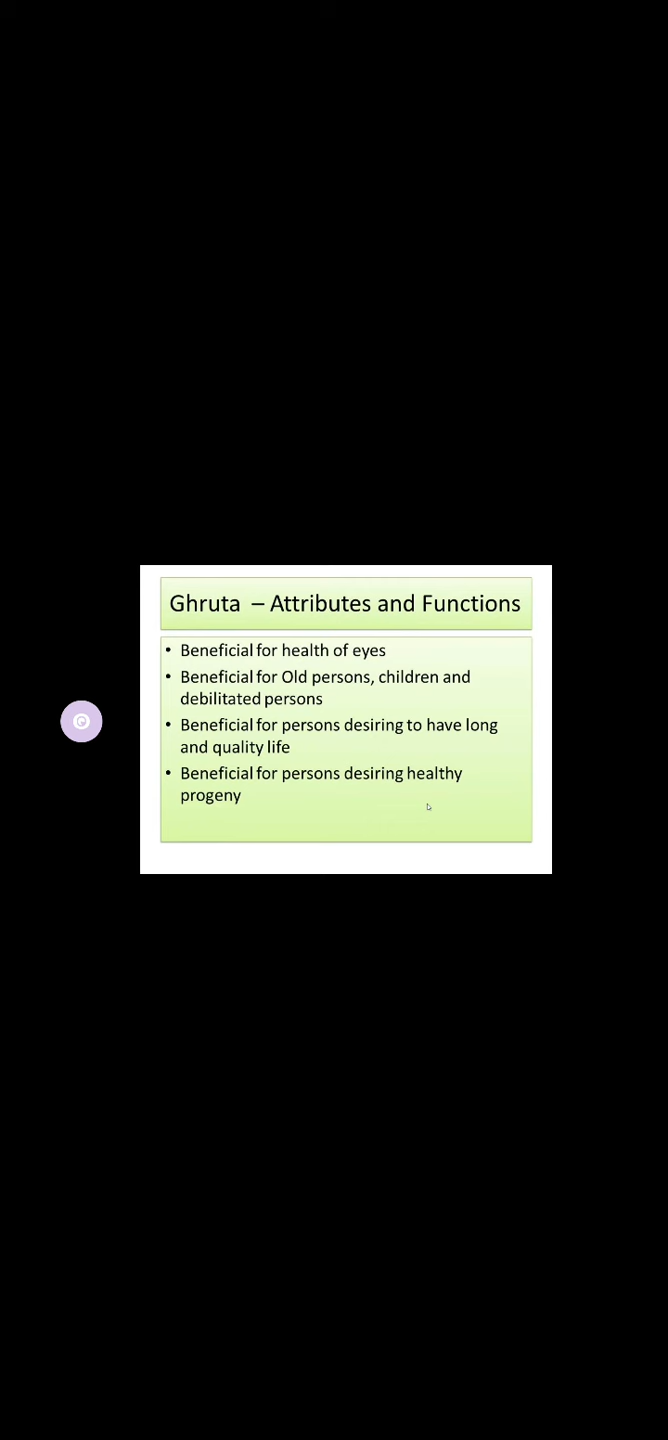 Ghruta – Attributes and Functions
• Beneficial for health of eyes
• Beneficial for Old persons, children and
debilitated persons
• Beneficial for persons desiring to have long
and quality life
• Beneficial for persons desiring healthy
progeny